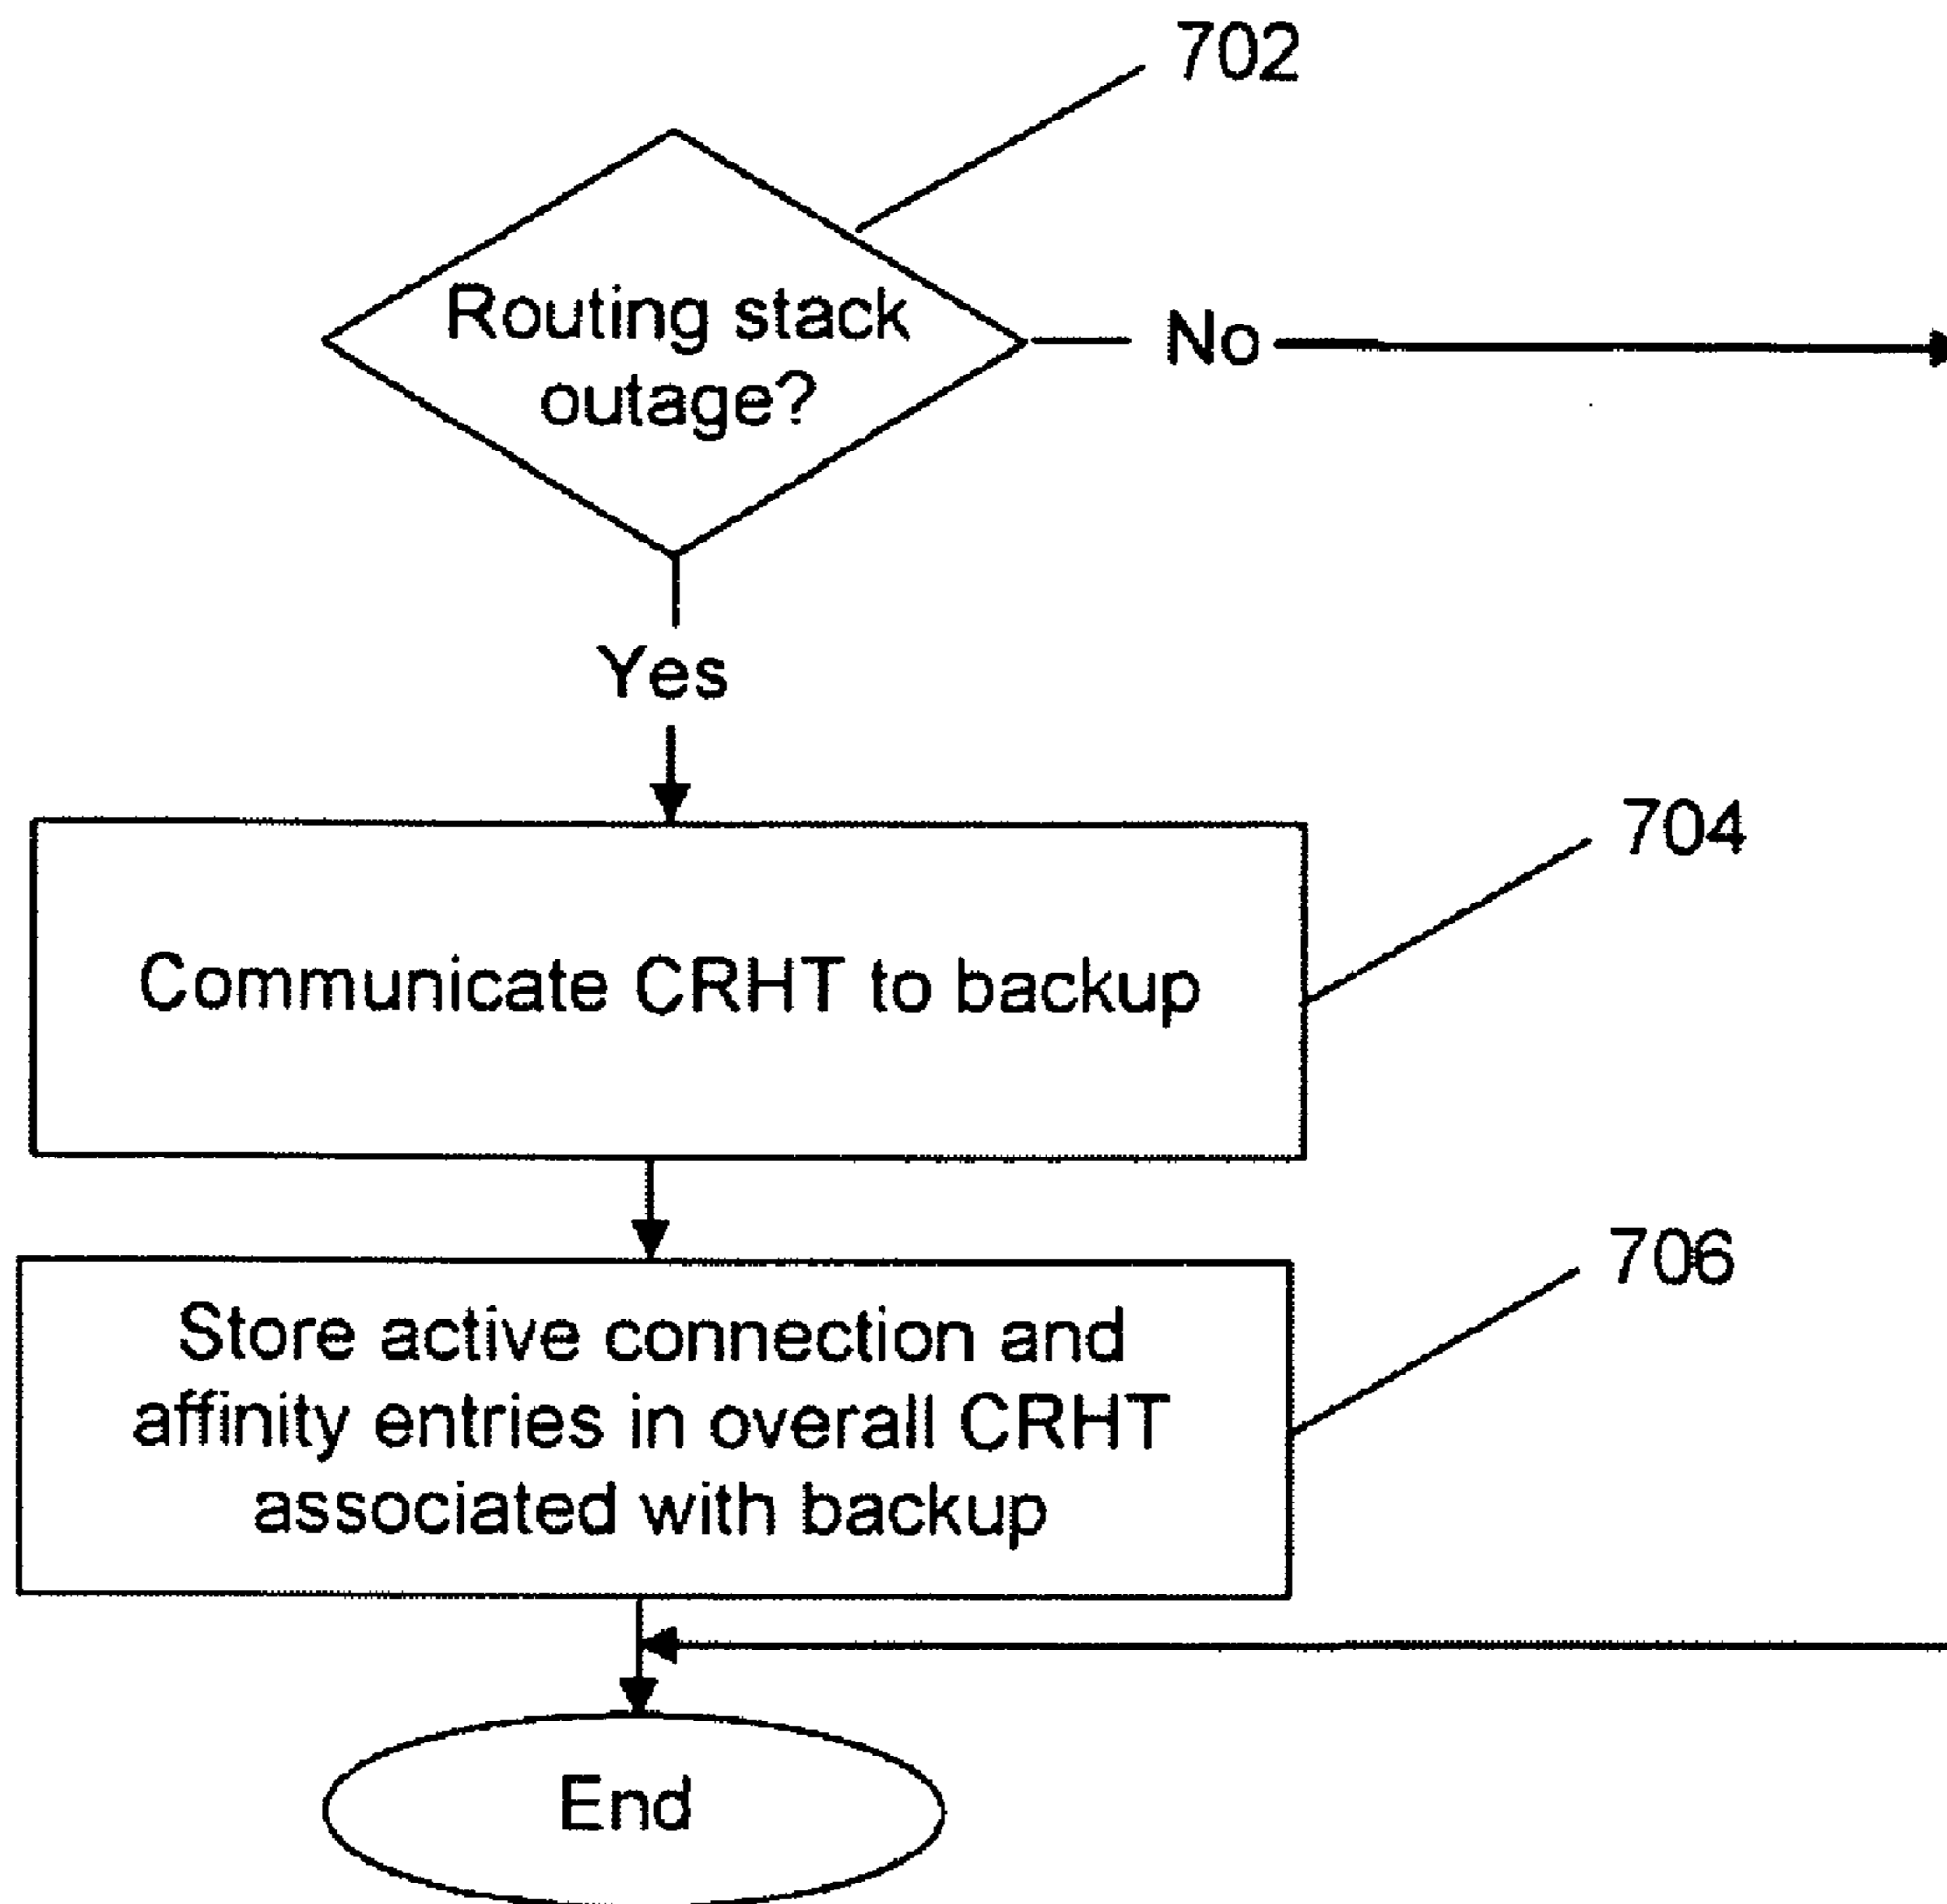 702
Routing stack
outage?
No
Yes
704
Communicate CRHT to backup
706
Store active connection and
affinity entries in overall CRHT
associated with backup
End